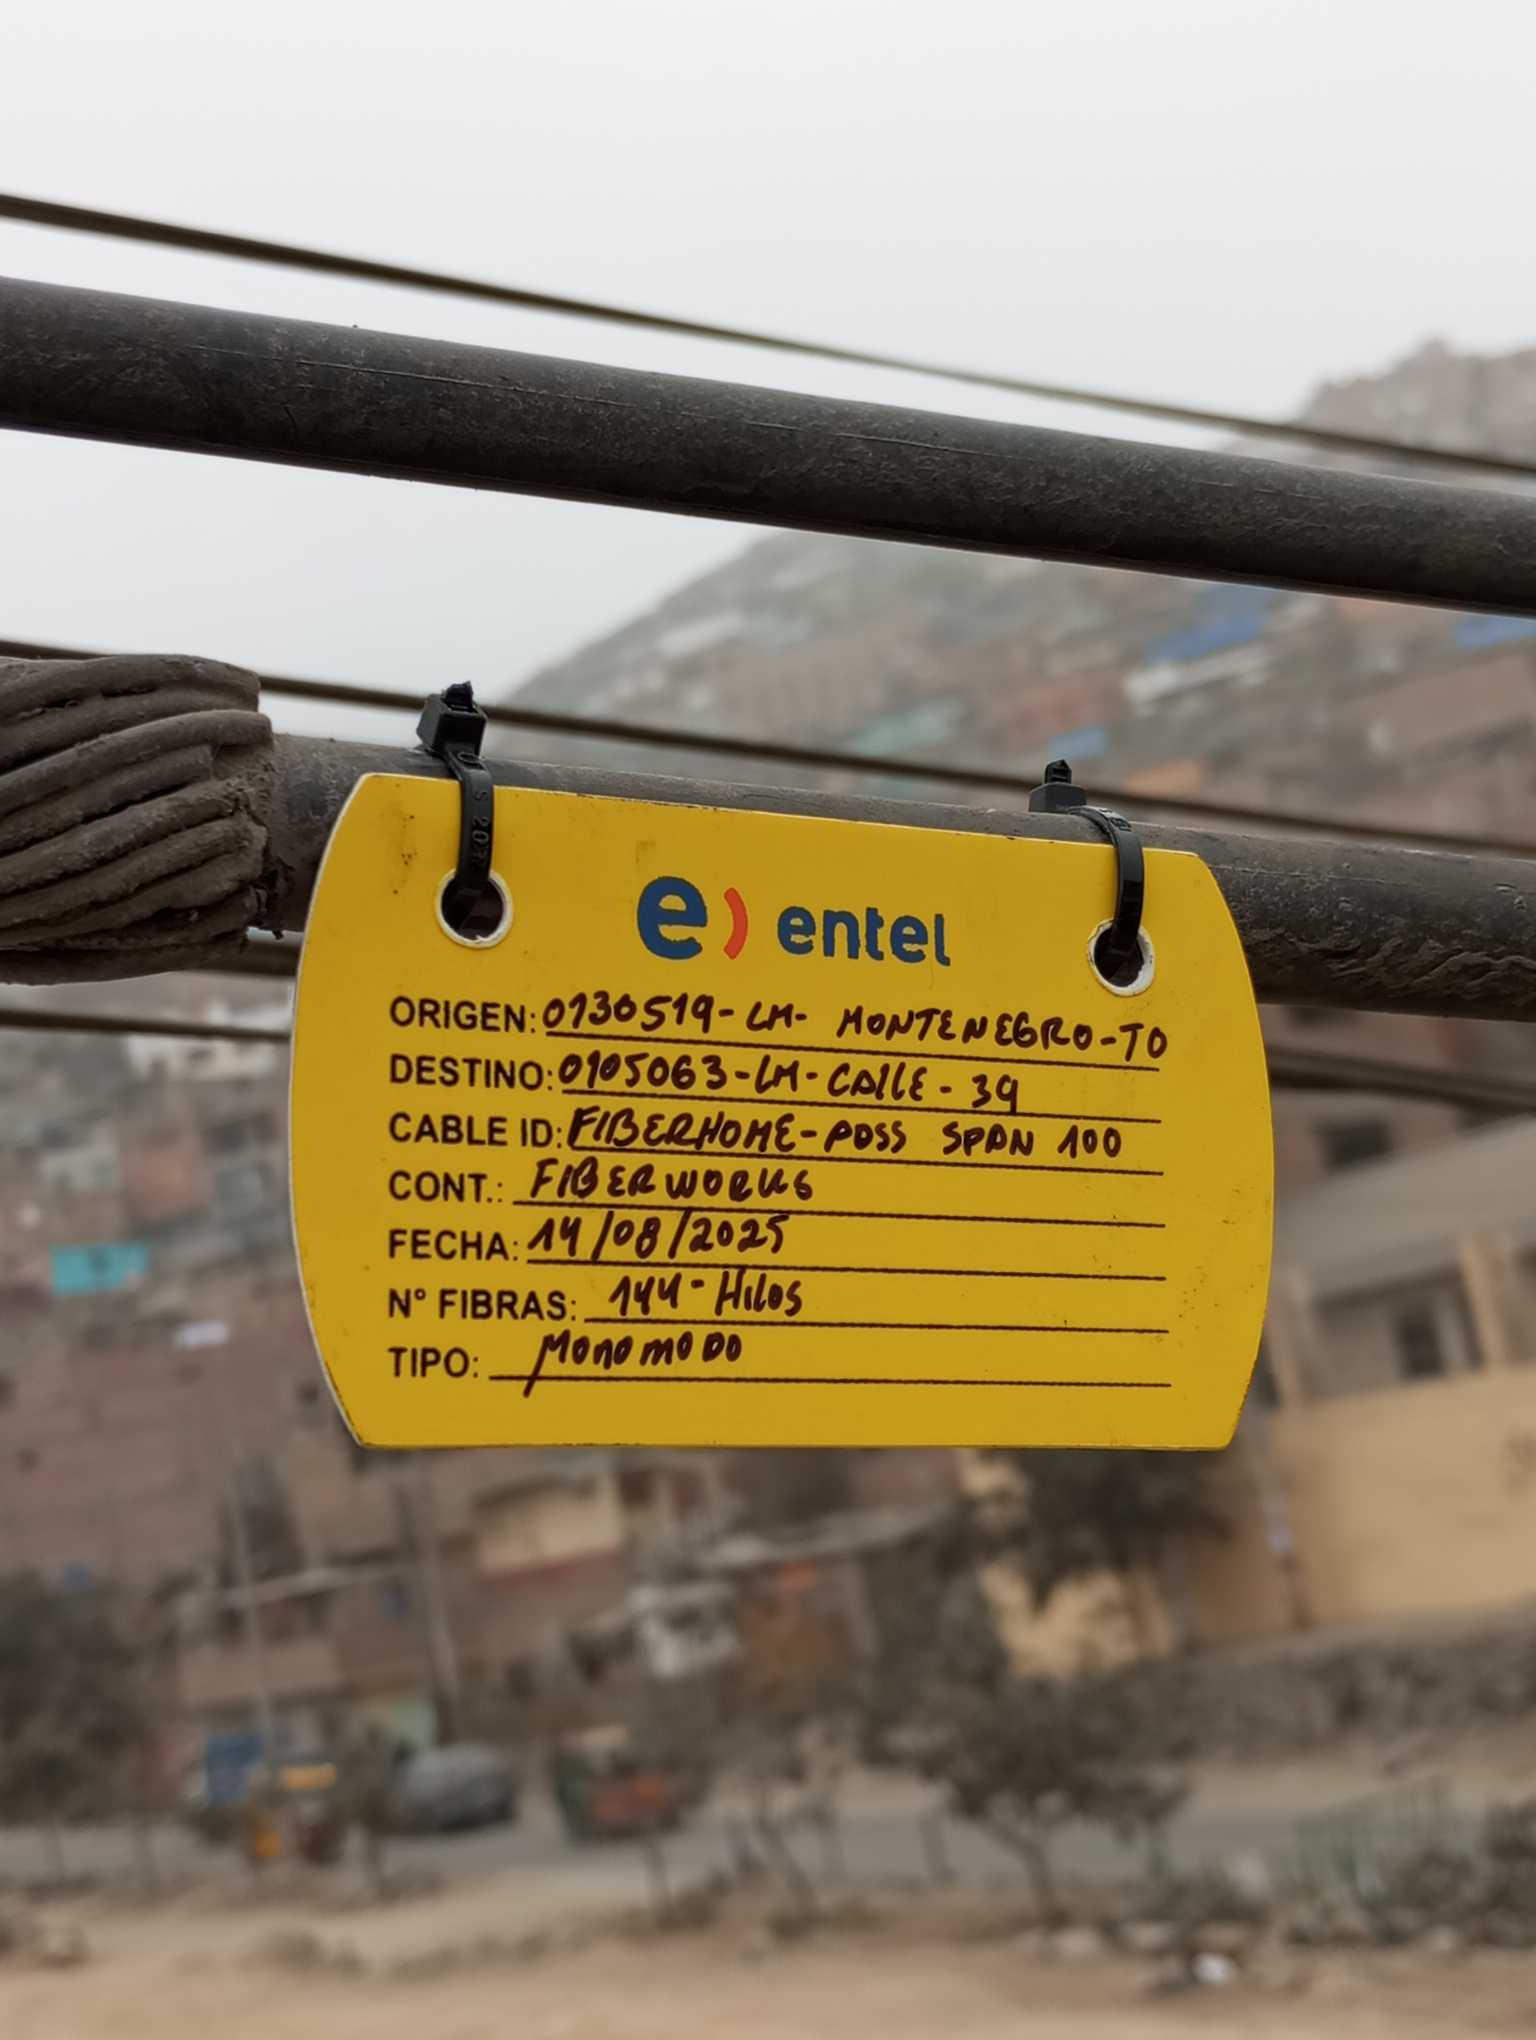 e) entel
ORIGEN: 0130519-LM- MONTENEGRO-TO
DESTINO: 0105063-LM-CALLE-39
CABLE ID: FIBERHOME-ADSS SPAN 100
CONT.: FIBERWORKS
FECHA: 14/08/2025
N° FIBRAS: 144-Hilos
TIPO: MONOMODO